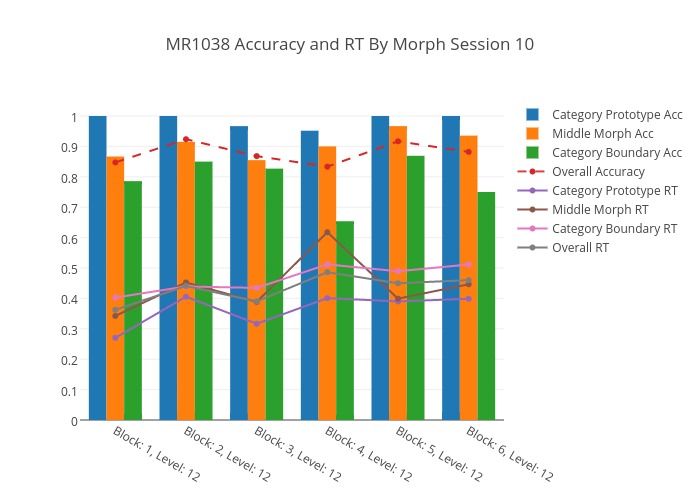 MR1038 Accuracy and RT By Morph Session 10
1
0.9
0.8
0.7
0.6
0.5
0.4
0.3
0.2
0.1
0
Block: 1, Level: 12
Block: 2, Level: 12
Block: 3, Level: 12
Block: 4, Level: 12
Block: 5, Level: 12
Block: 6, Level: 12
Category Prototype Acc
Middle Morph Acc
Category Boundary Acc
Overall Accuracy
Category Prototype RT
Middle Morph RT
Category Boundary RT
Overall RT